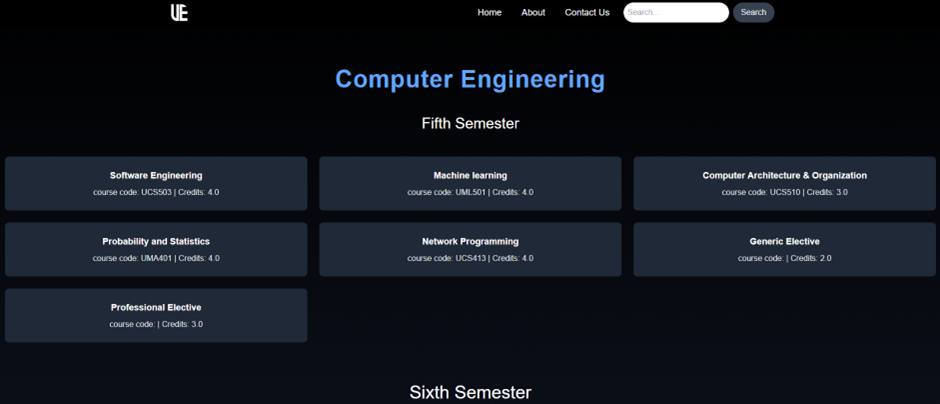 UE
Home About Contact Us Search... Search
Computer Engineering
Fifth Semester
Software Engineering
course code: UCS503 | Credits: 4.0
Machine learning
course code: UML501 | Credits: 4.0
Computer Architecture & Organization
course code: UCS510 | Credits: 3.0
Probability and Statistics
course code: UMA401 | Credits: 4.0
Network Programming
course code: UCS413 | Credits: 4.0
Generic Elective
course code: | Credits: 2.0
Professional Elective
course code: | Credits: 3.0
Sixth Semester